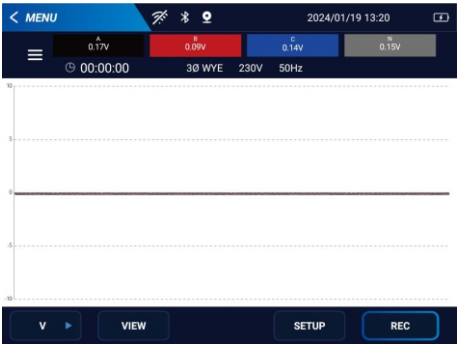 < MENU 2024/01/19 13:20
A B C N
0.17V 0.09V 0.14V 0.15V
00:00:00 3Ø WYE 230V 50Hz
10
5
0
-5
-10
V VIEW SETUP REC